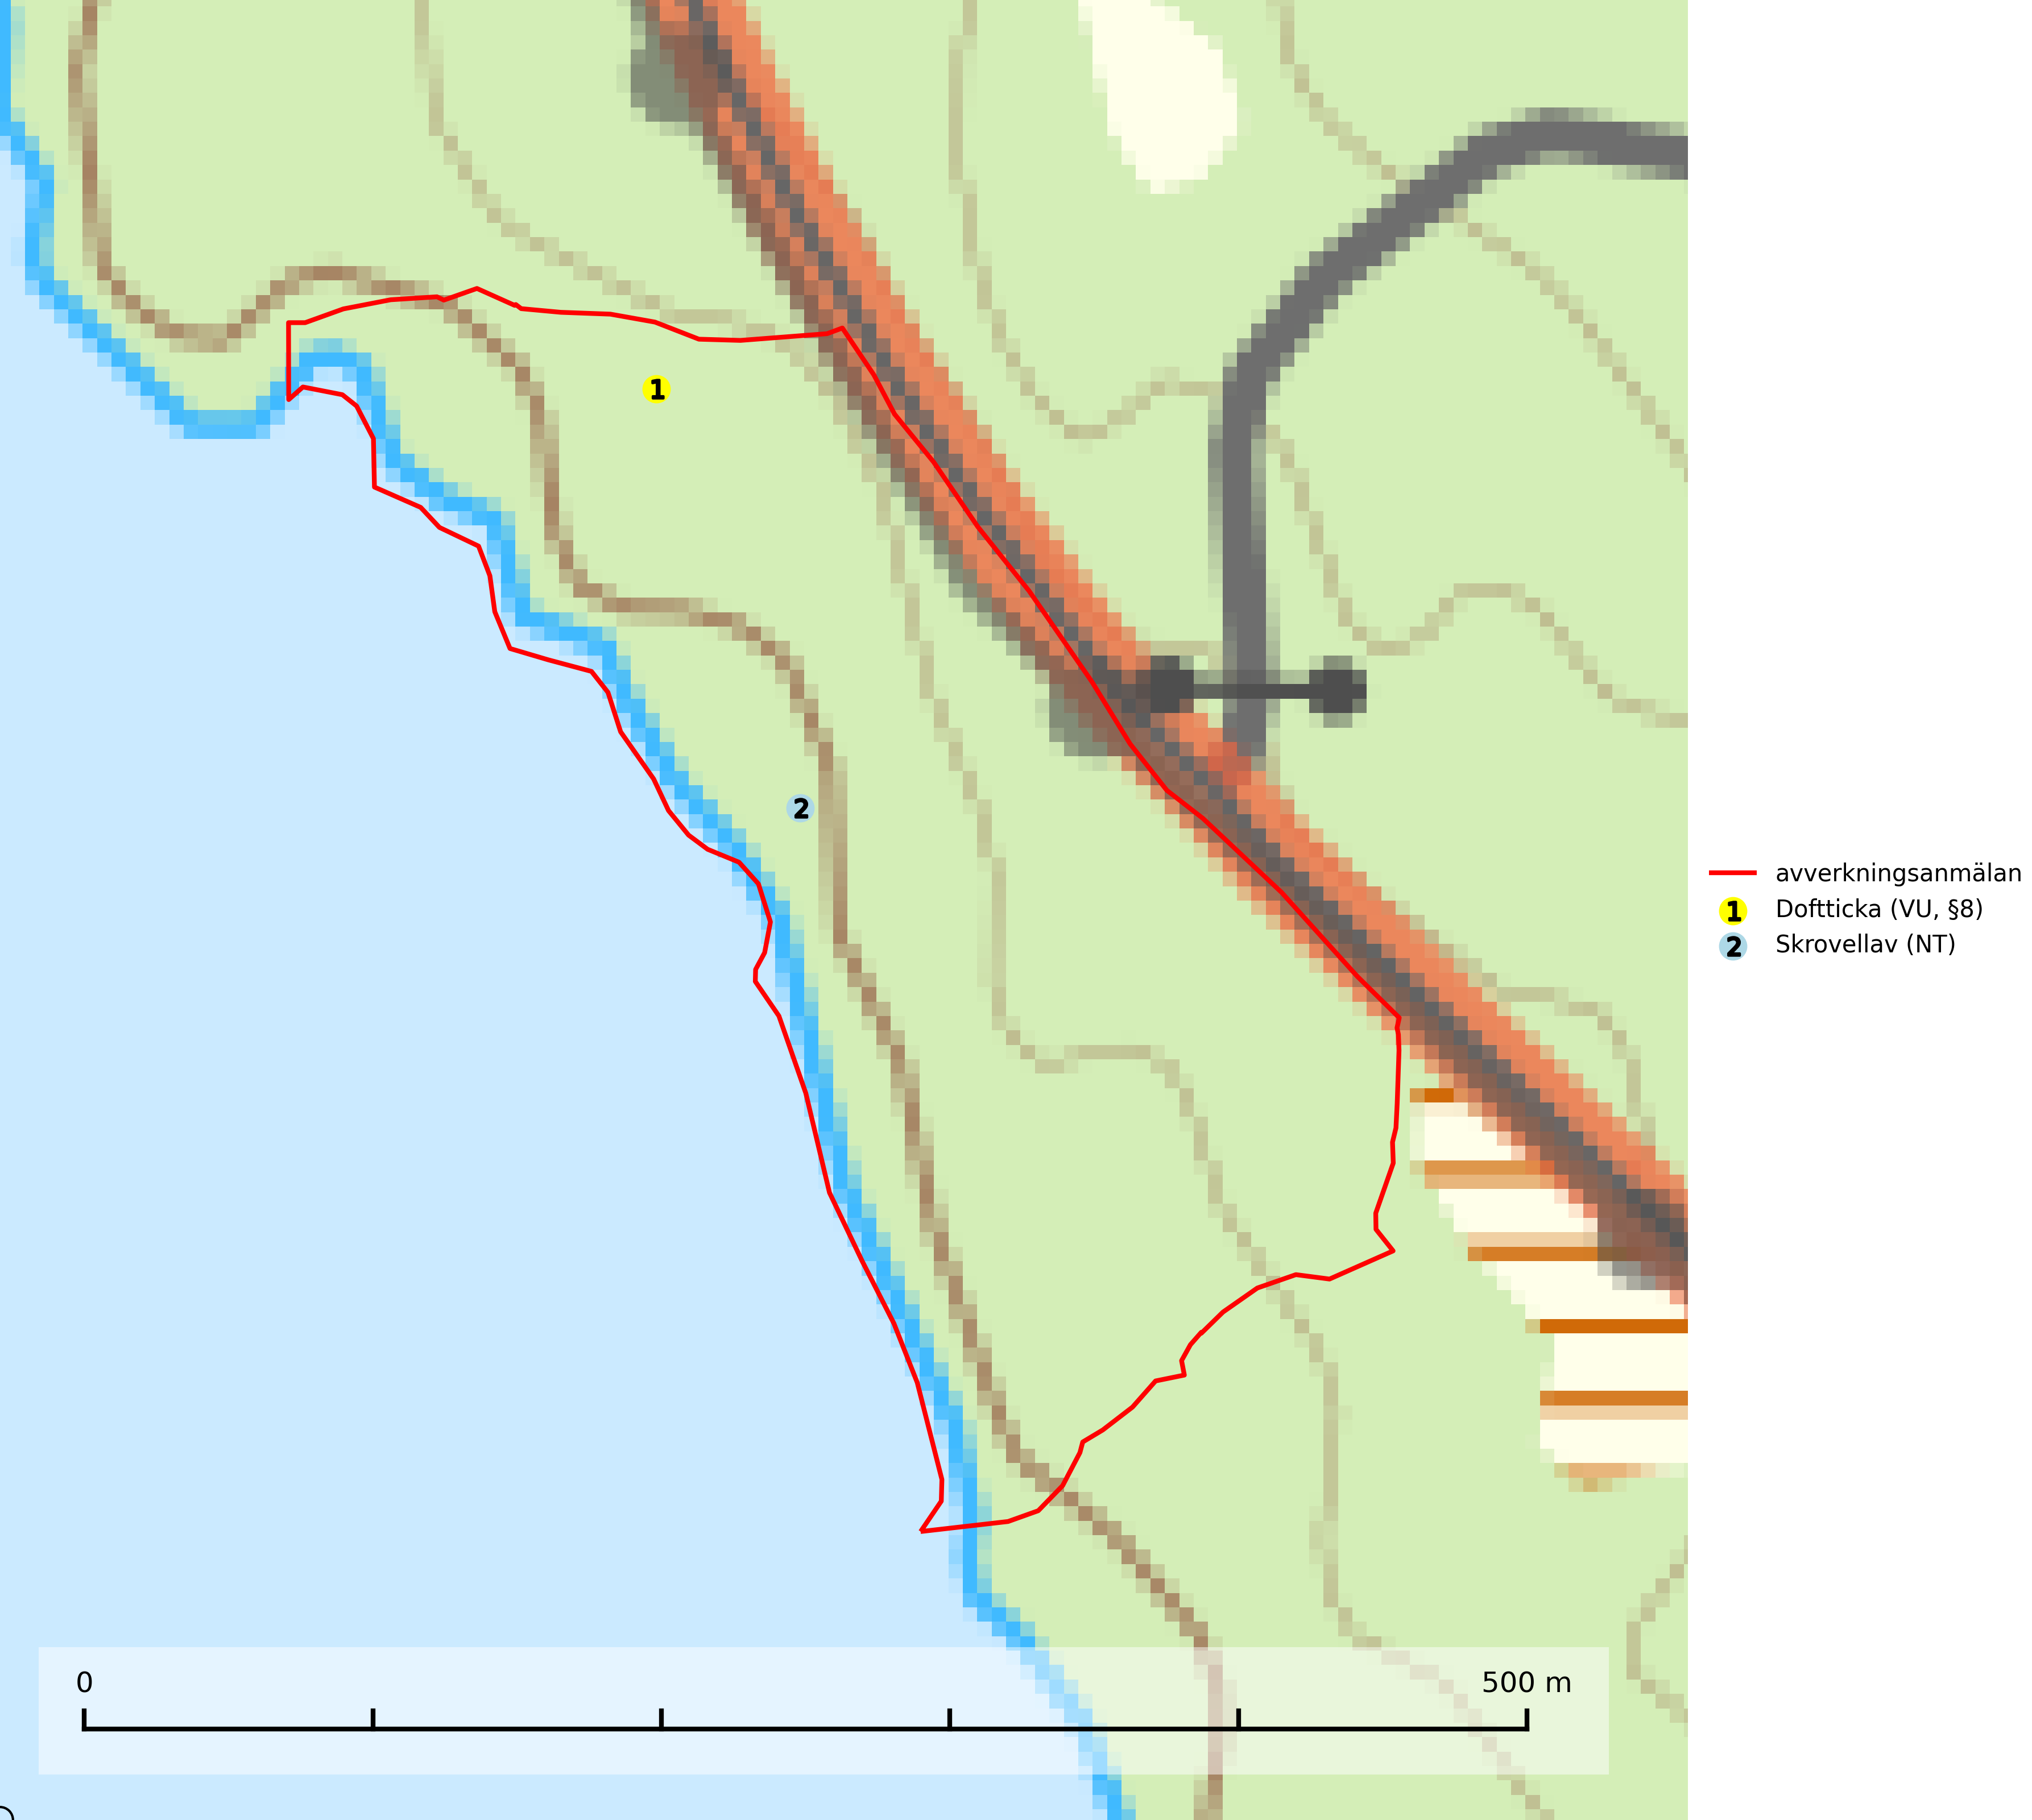 1
2
avverkningsanmälan
1 Doftticka (VU, §8)
2 Skrovellav (NT)
0 500 m